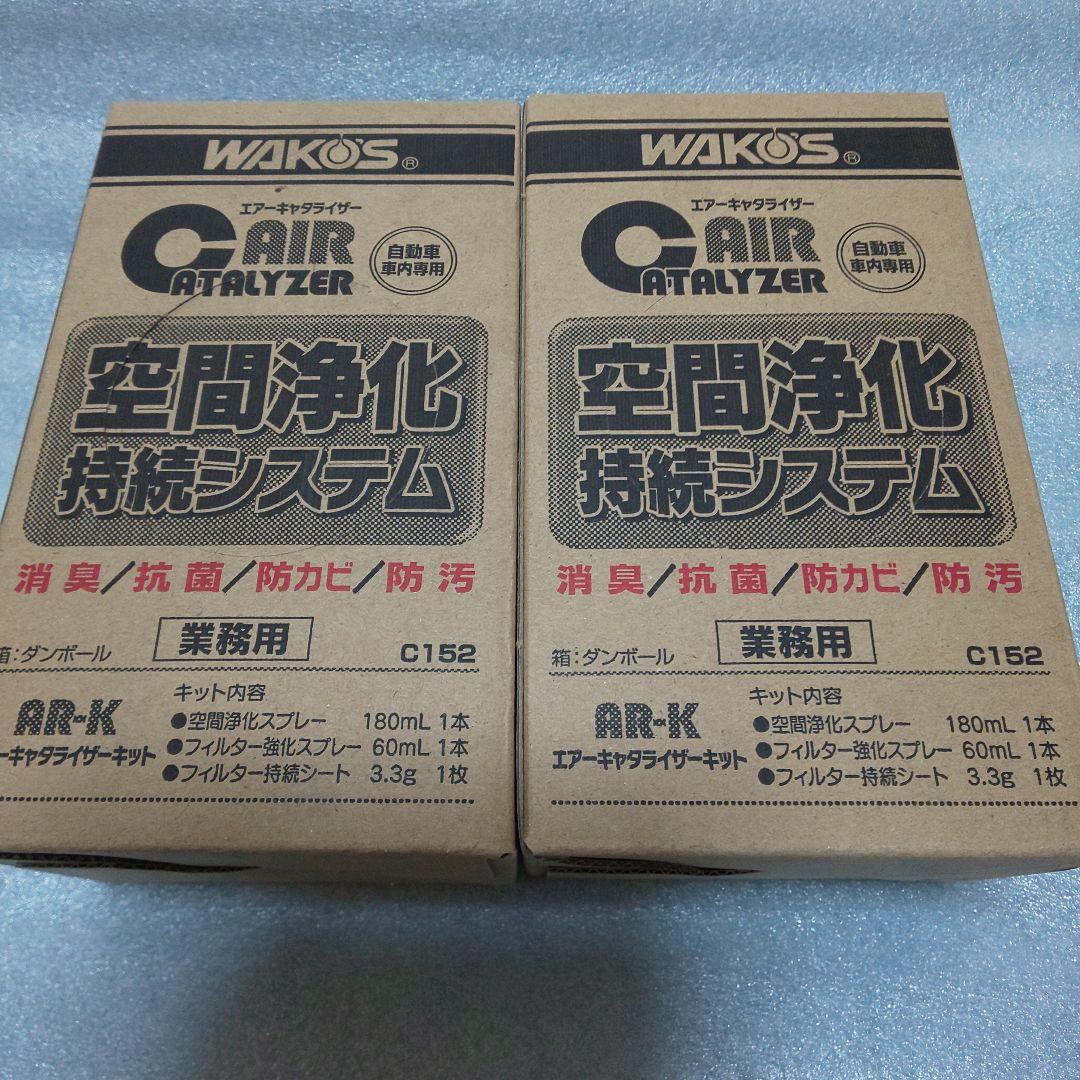 WAKO'S®
エアーキャタライザー
AIR
CATALYZER
自動車
車内専用
空間浄化
持続システム
消臭/抗菌/防カビ/防汚
箱:ダンボール
業務用
C152
AR-K
ーキャタライザーキット
キット内容
●空間浄化スプレー 180mL 1本
●フィルター強化スプレー 60mL 1本
●フィルター持続シート 3.3g 1枚
WAKO'S®
エアーキャタライザー
AIR
CATALYZER
自動車
車内専用
空間浄化
持続システム
消臭/抗菌/防カビ/防汚
箱:ダンボール
業務用
C152
AR-K
エアーキャタライザーキット
キット内容
●空間浄化スプレー 180mL 1本
●フィルター強化スプレー 60mL 1本
●フィルター持続シート 3.3g 1枚